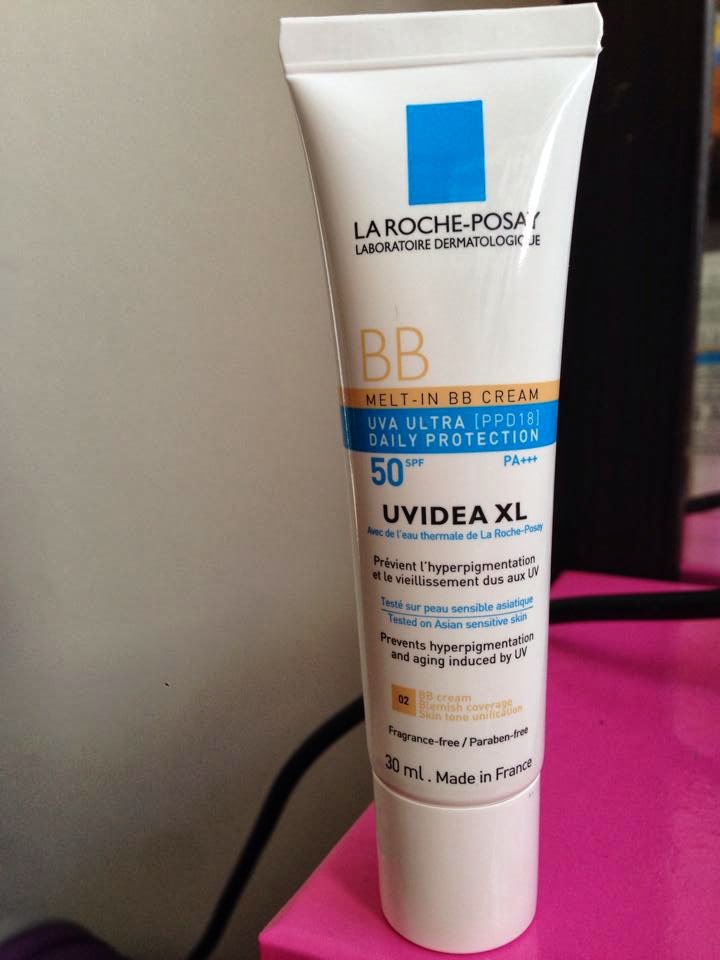 LA ROCHE-POSAY
LABORATOIRE DERMATOLOGIQUE
BB
MELT-IN BB CREAM
UVA ULTRA [PPD18]
DAILY PROTECTION
50 SPF PA+++
UVIDEA XL
Avec de l'eau thermale de La Roche-Posay
Prévient l'hyperpigmentation
et le vieillissement dus aux UV
Testé sur peau sensible asiatique
Tested on Asian sensitive skin
Prevents hyperpigmentation
and aging induced by UV
02 BB cream
Blemish coverage
Skin tone unification
Fragrance-free / Paraben-free
30 ml . Made in France